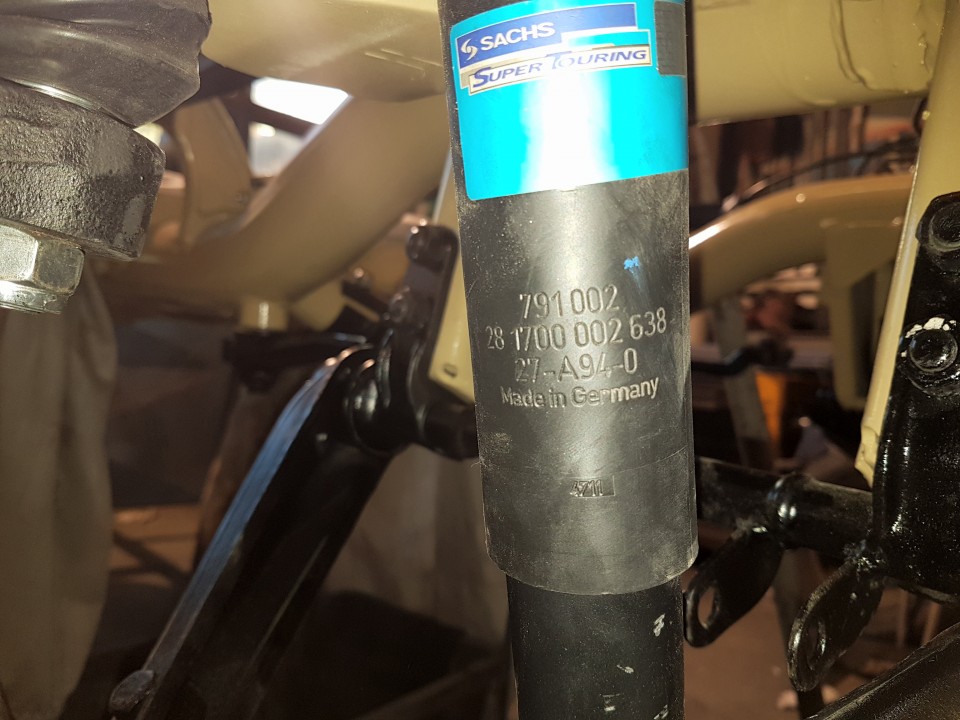 SACHS
SUPER TOURING
791 002
28 1700 002 638
27-A94-0
Made in Germany